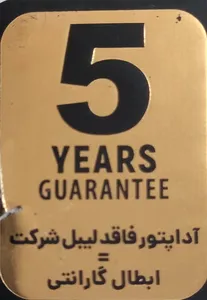 5
YEARS
GUARANTEE
آداپتور فاقد لیبل شرکت
=
ابطال گارانتی